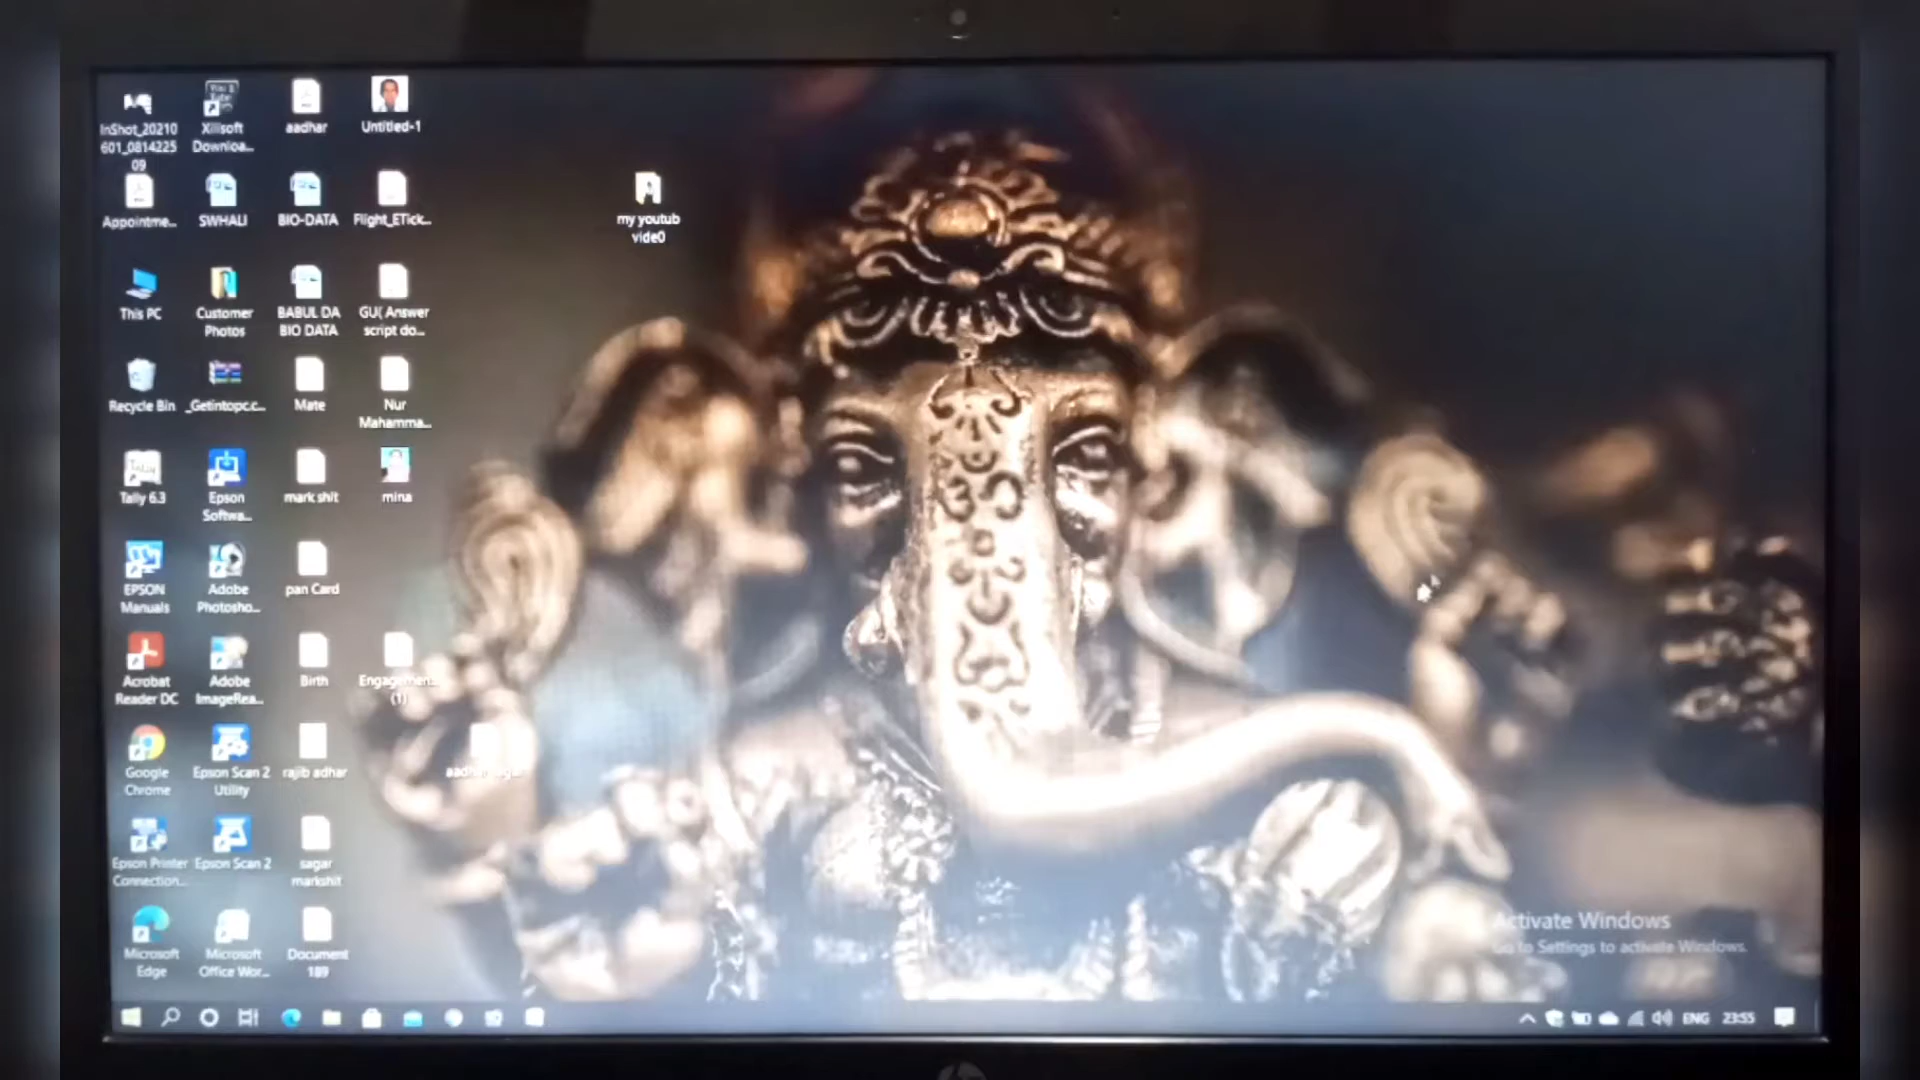 InShot_20210
601_0814225
09
Xilisoft
Downloa...
aadhar
Untitled-1
Appointme...
SWHALI
BIO-DATA
Flight_ETick...
my youtub
vide0
This PC
Customer
Photos
BABUL DA
BIO DATA
GU( Answer
script do...
Recycle Bin
_Getintopc.c...
Mate
Nur
Mahamma...
Tally 6.3
Epson
Softwa...
mark shit
mina
EPSON
Manuals
Adobe
Photosho...
pan Card
Acrobat
Reader DC
Adobe
ImageRea...
Birth
Engagemen...
(1)
Google
Chrome
Epson Scan 2
Utility
rajib adhar
Epson Printer
Connection...
Epson Scan 2
sagar
markshit
Microsoft
Edge
Microsoft
Office Wor...
Document
189
Activate Windows
Go to Settings to activate Windows.
ENG
23:55